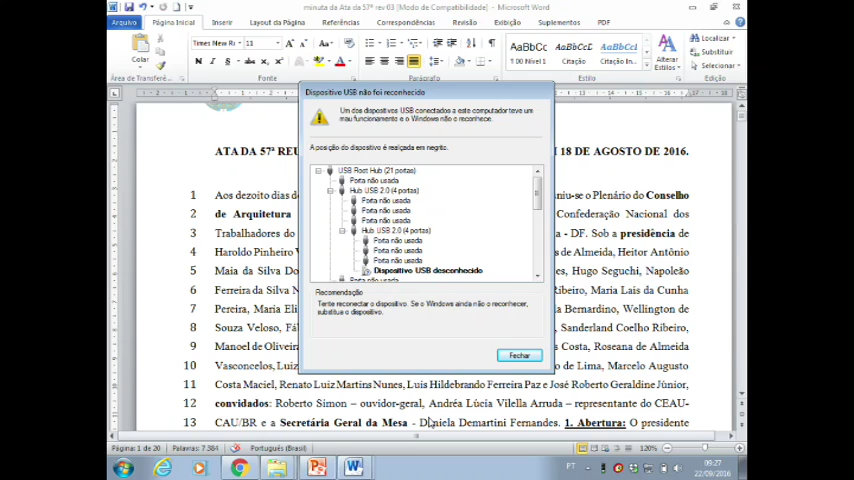 minuta da Ata da 57ª rev 03 [Modo de Compatibilidade] - Microsoft Word
Arquivo Página Inicial Inserir Layout da Página Referências Correspondências Revisão Exibição Suplementos PDF
Times New Ro 11
Colar
AaBbCc AaBbCc AaBbCcI
¶ 00 Nível 1 Citação Citação I...
Alterar Estilos
Localizar
Substituir
Selecionar
Área de Transferê... Fonte Parágrafo Estilo Edição
Dispositivo USB não foi reconhecido
Um dos dispositivos USB conectados a este computador teve um
mau funcionamento e o Windows não o reconhece.
A posição do dispositivo é realçada em negrito.
USB Root Hub (21 portas)
Porta não usada
Hub USB 2.0 (4 portas)
Porta não usada
Porta não usada
Porta não usada
Hub USB 2.0 (4 portas)
Porta não usada
Porta não usada
Porta não usada
Dispositivo USB desconhecido
Porta não usada
Recomendação
Tente reconectar o dispositivo. Se o Windows ainda não o reconhecer,
substitua o dispositivo.
Fechar
ATA DA 57ª REU I 18 DE AGOSTO DE 2016.
1 Aos dezoito dias d niu-se o Plenário do Conselho
2 de Arquitetura Confederação Nacional dos
3 Trabalhadores do - DF. Sob a presidência de
4 Haroldo Pinheiro V de Almeida, Heitor Antônio
5 Maia da Silva Do s, Hugo Seguchi, Napoleão
6 Ferreira da Silva N ibeiro, Maria Lais da Cunha
7 Pereira, Maria Eli a Bernardino, Wellington de
8 Souza Veloso, Fá Sanderland Coelho Ribeiro,
9 Manoel de Oliveir s Costa, Roseana de Almeida
10 Vasconcelos, Luiz o de Lima, Marcelo Augusto
11 Costa Maciel, Renato Luiz Martins Nunes, Luis Hildebrando Ferreira Paz e José Roberto Geraldine Júnior,
12 convidados: Roberto Simon – ouvidor-geral, Andréa Lúcia Vilella Arruda – representante do CEAU-
13 CAU/BR e a Secretária Geral da Mesa - Daniela Demartini Fernandes. 1. Abertura: O presidente
Página: 1 de 20 Palavras: 7.384 Português (Brasil) 120%
PT 09:27
22/09/2016